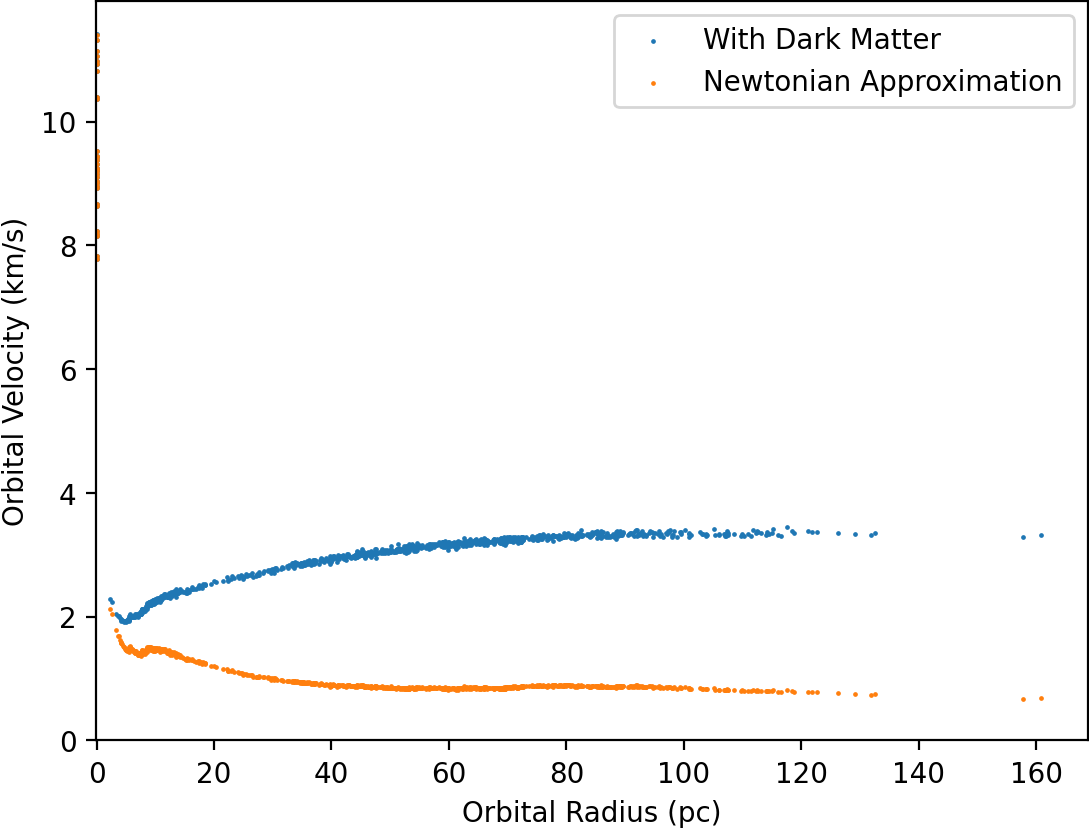 With Dark Matter
Newtonian Approximation
10
8
6
4
2
0
Orbital Velocity (km/s)
0 20 40 60 80 100 120 140 160
Orbital Radius (pc)